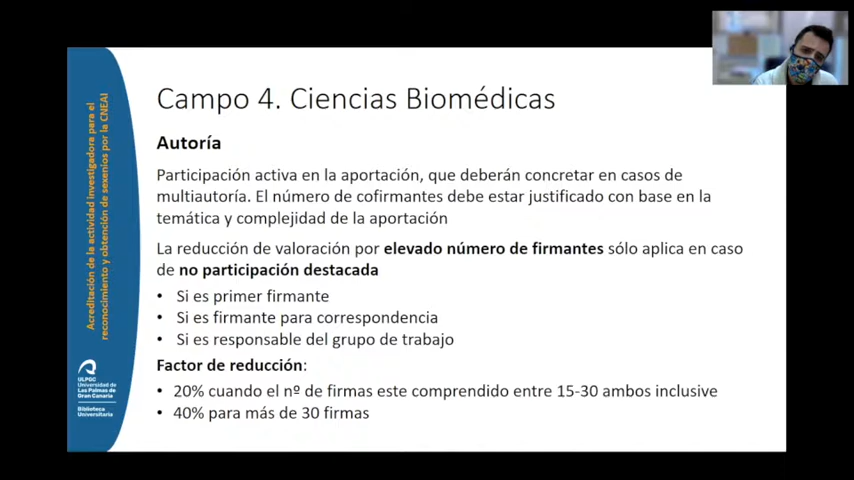 Acreditación de la actividad investigadora para el
reconocimiento y obtención de sexenios por la CNEAI
Campo 4. Ciencias Biomédicas
Autoría
Participación activa en la aportación, que deberán concretar en casos de
multiautoría. El número de cofirmantes debe estar justificado con base en la
temática y complejidad de la aportación
La reducción de valoración por elevado número de firmantes sólo aplica en caso
de no participación destacada
• Si es primer firmante
• Si es firmante para correspondencia
• Si es responsable del grupo de trabajo
Factor de reducción:
• 20% cuando el nº de firmas este comprendido entre 15-30 ambos inclusive
• 40% para más de 30 firmas
ULPGC
Universidad de
Las Palmas de
Gran Canaria
Biblioteca
Universitaria